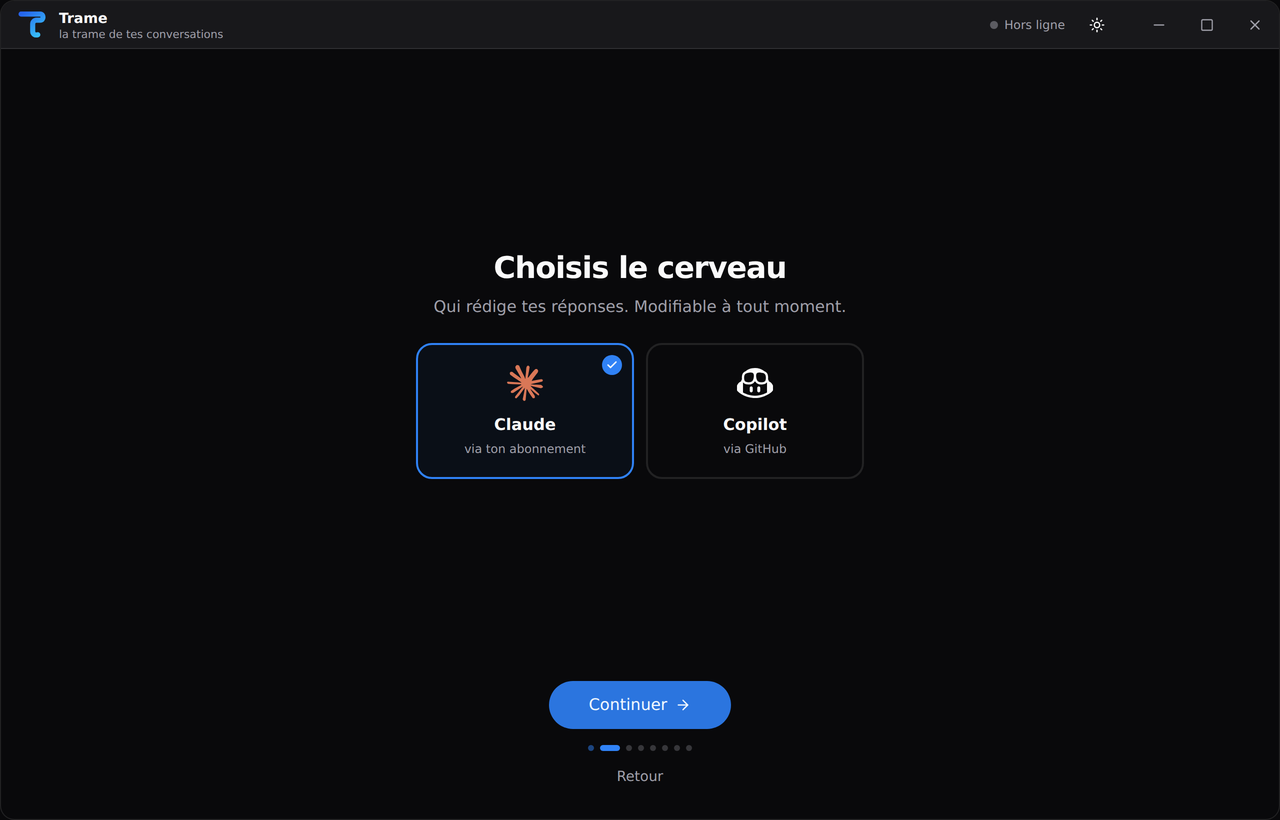 Trame
la trame de tes conversations
Hors ligne
Choisis le cerveau
Qui rédige tes réponses. Modifiable à tout moment.
Claude
via ton abonnement
Copilot
via GitHub
Continuer →
Retour